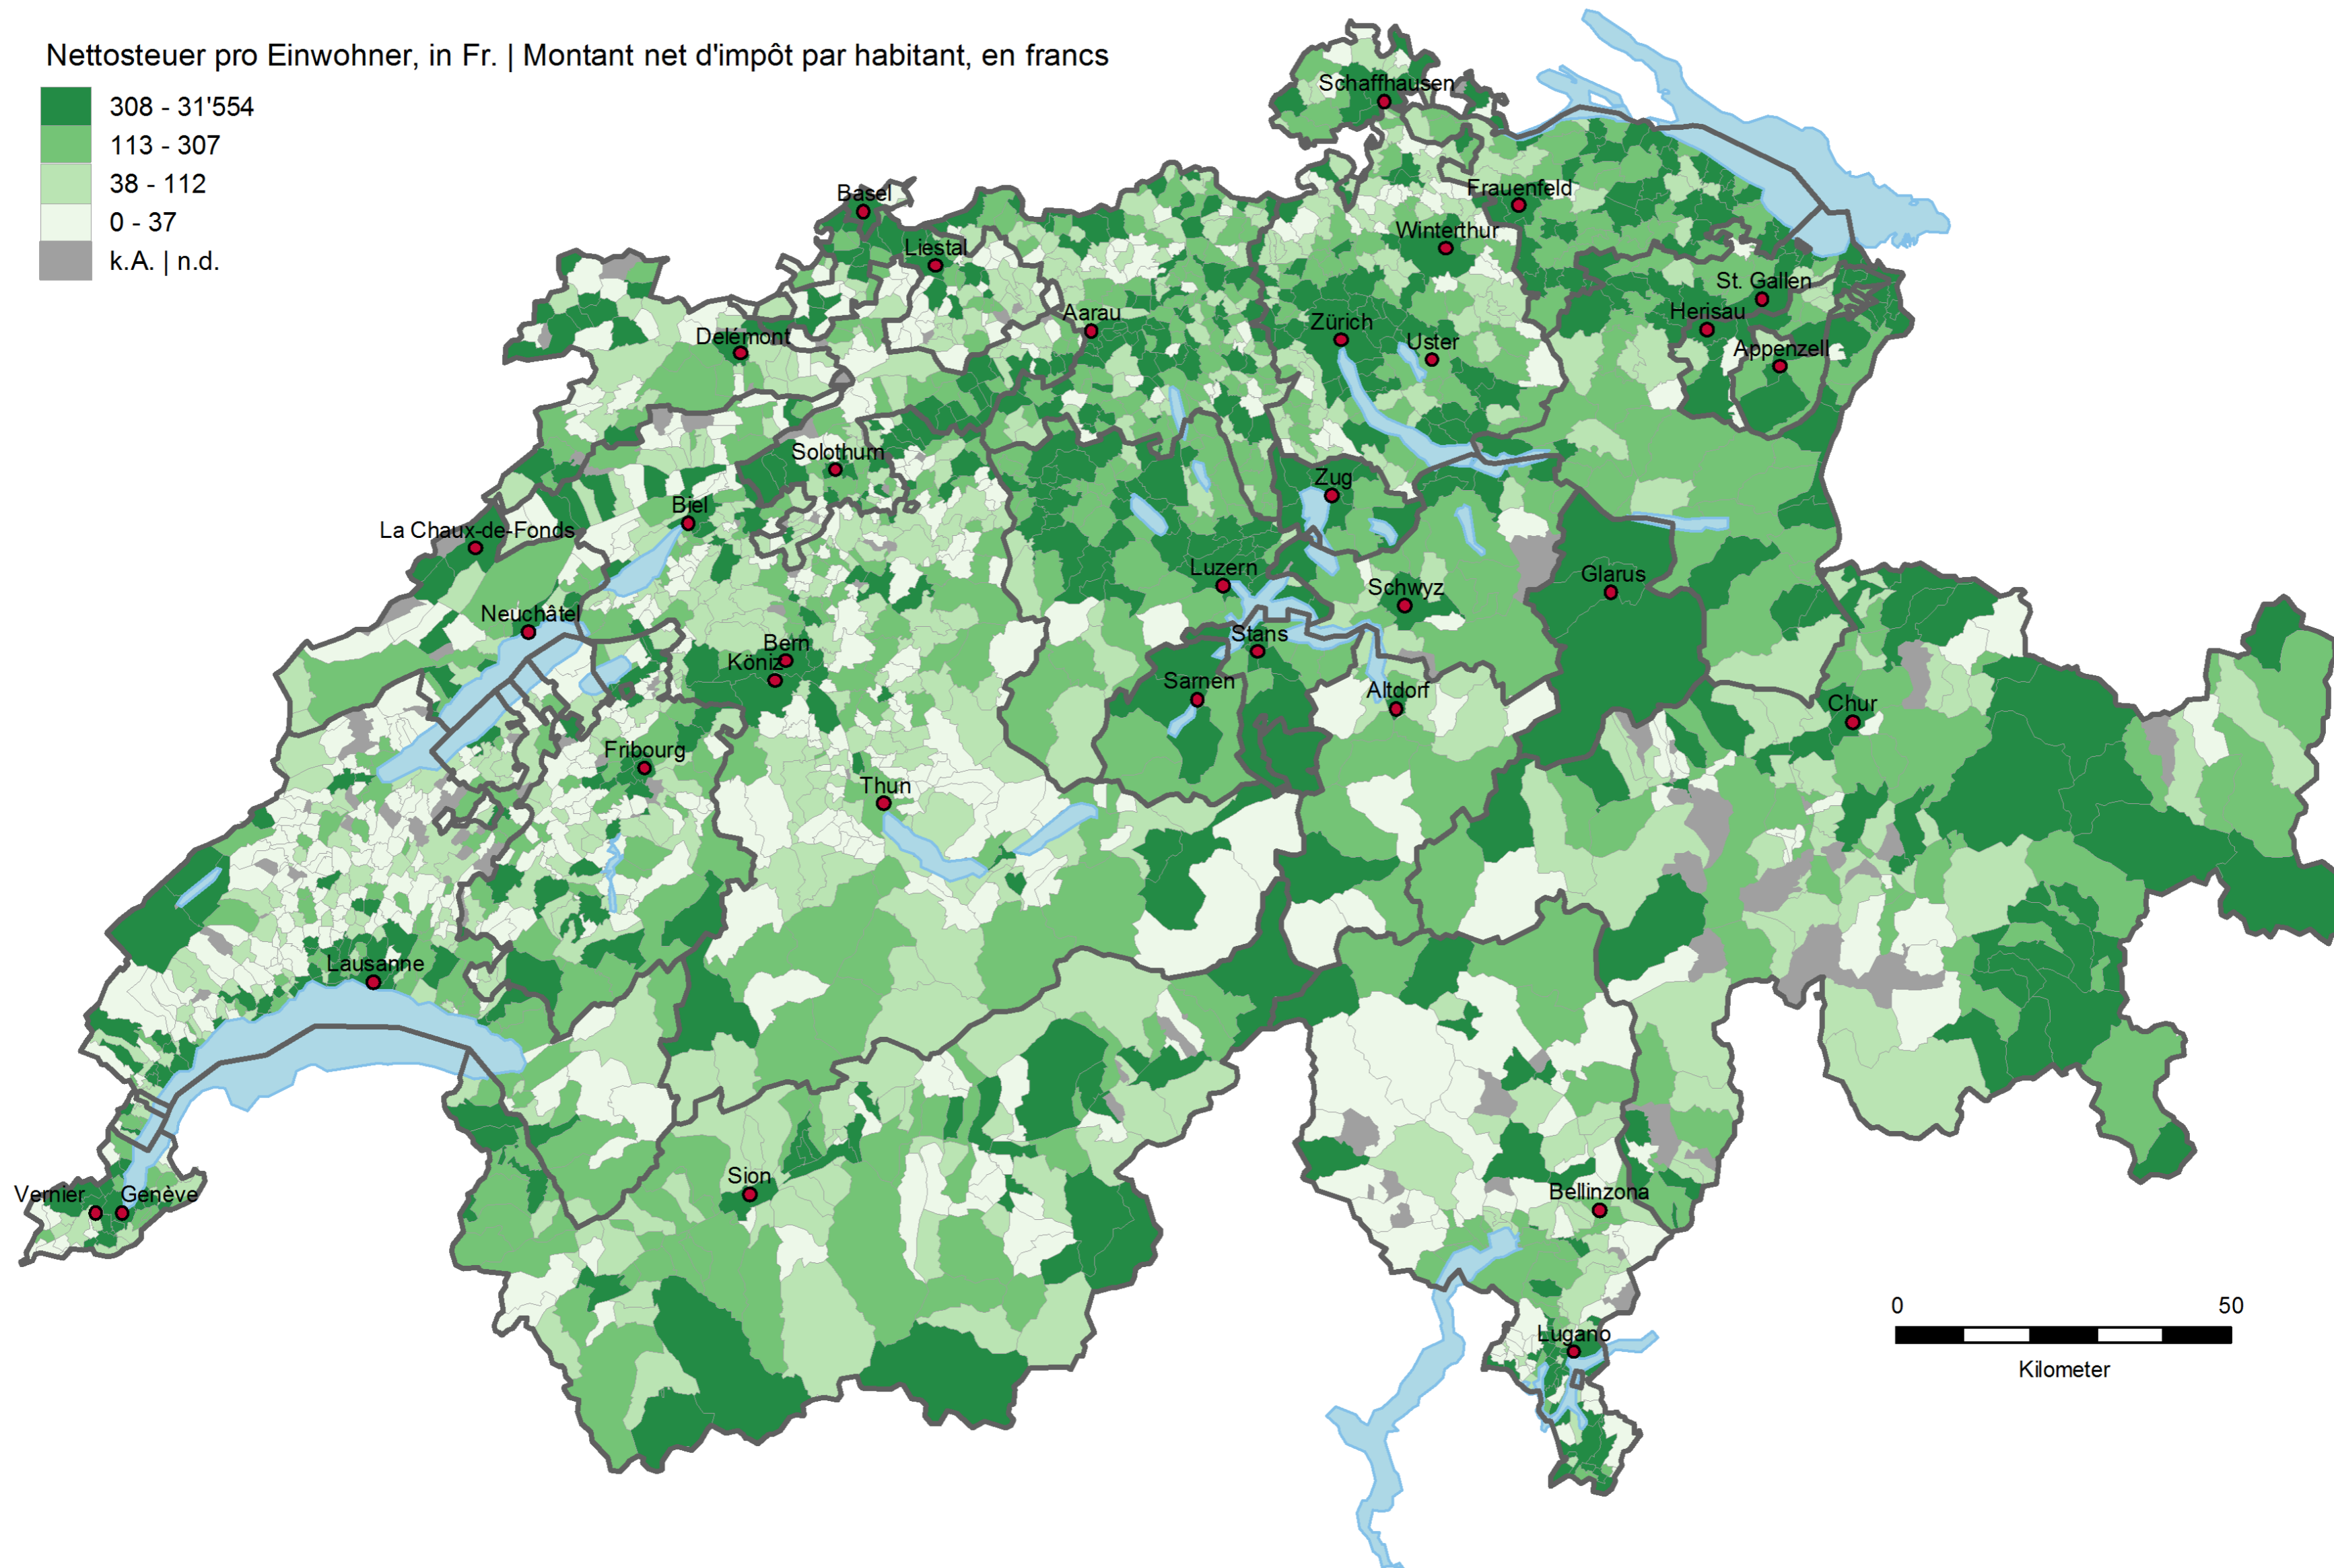 Nettosteuer pro Einwohner, in Fr. | Montant net d'impôt par habitant, en francs
308 - 31'554
113 - 307
38 - 112
0 - 37
k.A. | n.d.
Schaffhausen
Basel
Frauenfeld
Winterthur
Liestal
St. Gallen
Herisau
Aarau
Zürich
Delémont
Uster
Appenzell
Solothurn
Zug
Biel
La Chaux-de-Fonds
Luzern
Glarus
Schwyz
Neuchâtel
Stans
Bern
Köniz
Sarnen
Altdorf
Chur
Fribourg
Thun
Lausanne
Sion
Vernier
Genève
Bellinzona
0 50
Lugano
Kilometer